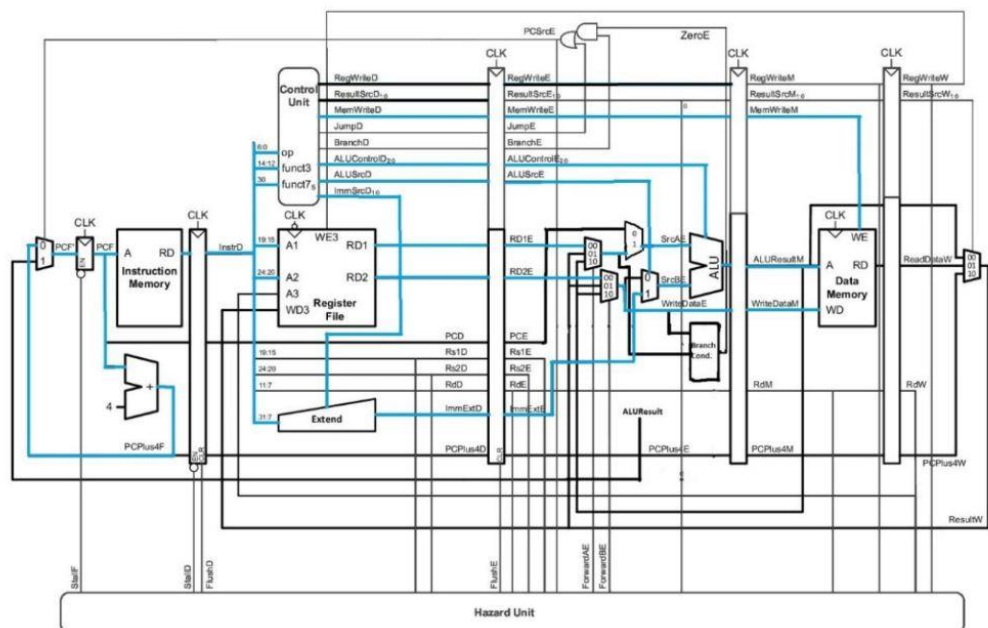 PCSrcE
ZeroE
CLK
CLK
CLK
Control
Unit
RegWriteD
RegWriteE
RegWriteM
RegWriteW
ResultSrcD1:0
ResultSrcE1:0
ResultSrcM1:0
ResultSrcW1:0
MemWriteD
MemWriteE
MemWriteM
JumpD
JumpE
BranchD
BranchE
6:0
op
14:12
funct3
30
funct75
ALUControlD2:0
ALUControlE2:0
ALUSrcD
ALUSrcE
ImmSrcD1:0
CLK
CLK
CLK
CLK
0
1
PCF'
EN
PCF
A RD
Instruction
Memory
InstrD
19:15
A1
WE3
RD1
RD1E
00
01
10
0
1
SrcAE
ALU
ALUResultM
WE
A RD
Data
Memory
WD
ReadDataW
00
01
10
24:20
A2
RD2
RD2E
00
01
10
0
1
SrcBE
A3
WD3
Register
File
WriteDataE
WriteDataM
PCD
PCE
Branch
Cond.
19:15
Rs1D
Rs1E
24:20
Rs2D
Rs2E
11:7
RdD
RdE
RdM
RdW
4
+
31:7
Extend
ImmExtD
ImmExtE
ALUResult
PCPlus4F
PCPlus4D
PCPlus4E
PCPlus4M
PCPlus4W
EN
CLR
CLR
ResultW
StallF
StallD
FlushD
FlushE
ForwardAE
ForwardBE
Hazard Unit